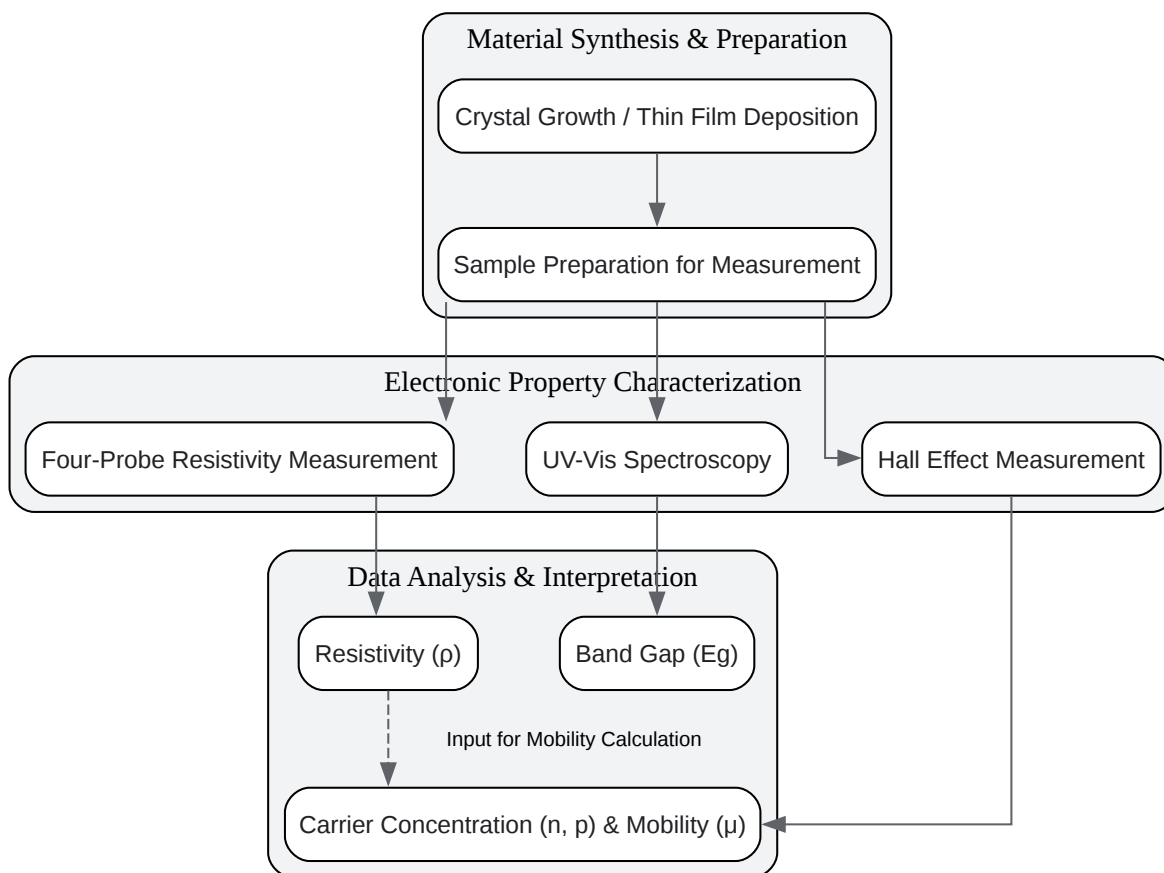 Material Synthesis & Preparation
Crystal Growth / Thin Film Deposition
Sample Preparation for Measurement
Electronic Property Characterization
Four-Probe Resistivity Measurement
UV-Vis Spectroscopy
Hall Effect Measurement
Data Analysis & Interpretation
Resistivity (ρ)
Band Gap (Eg)
Input for Mobility Calculation
Carrier Concentration (n, p) & Mobility (μ)